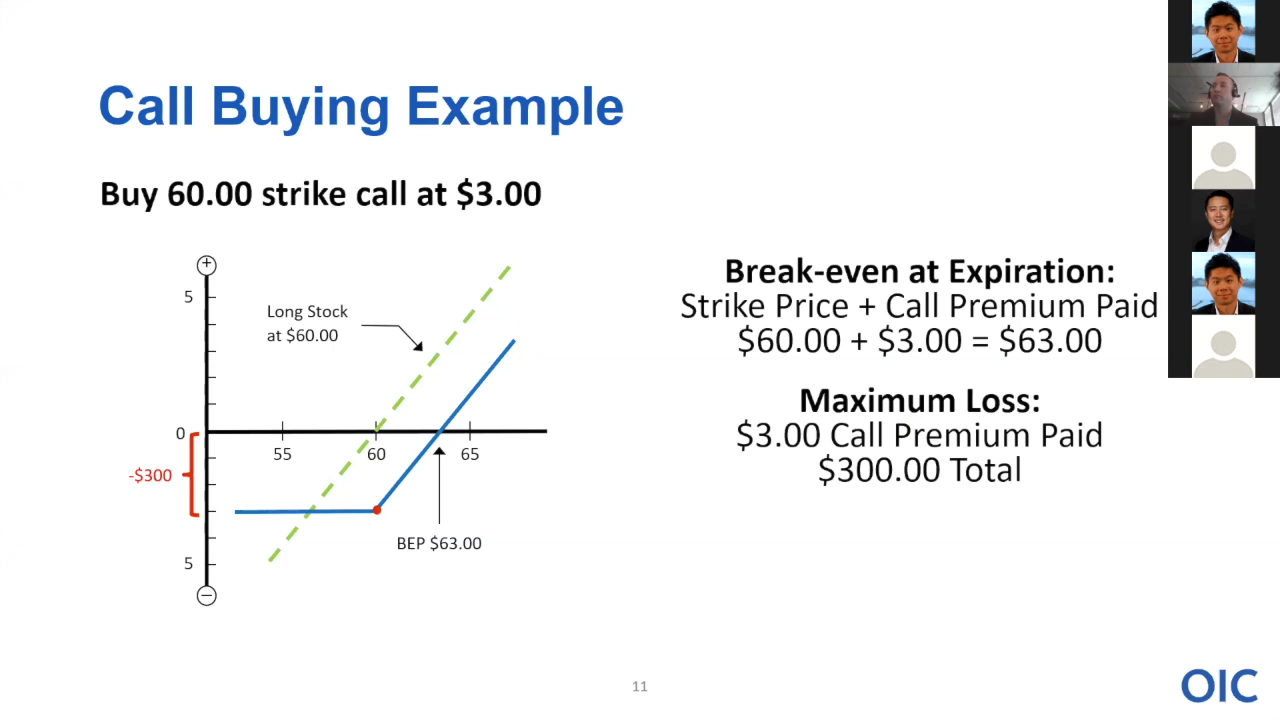 Call Buying Example
Buy 60.00 strike call at $3.00
+
5
Long Stock
at $60.00
0
55
60
65
-$300
BEP $63.00
5
−
Break-even at Expiration:
Strike Price + Call Premium Paid
$60.00 + $3.00 = $63.00
Maximum Loss:
$3.00 Call Premium Paid
$300.00 Total
11
OIC